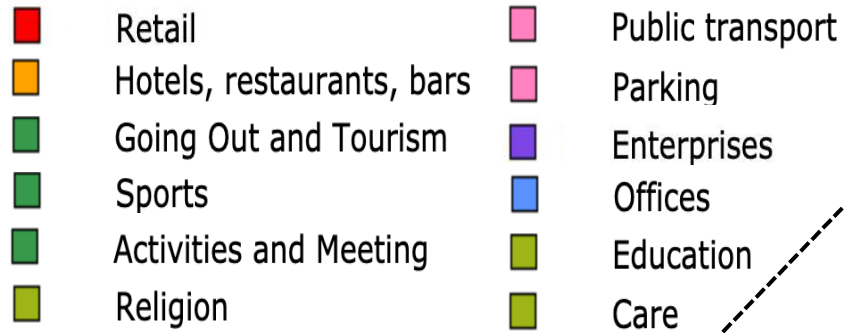 Retail
Hotels, restaurants, bars
Going Out and Tourism
Sports
Activities and Meeting
Religion
Public transport
Parking
Enterprises
Offices
Education
Care